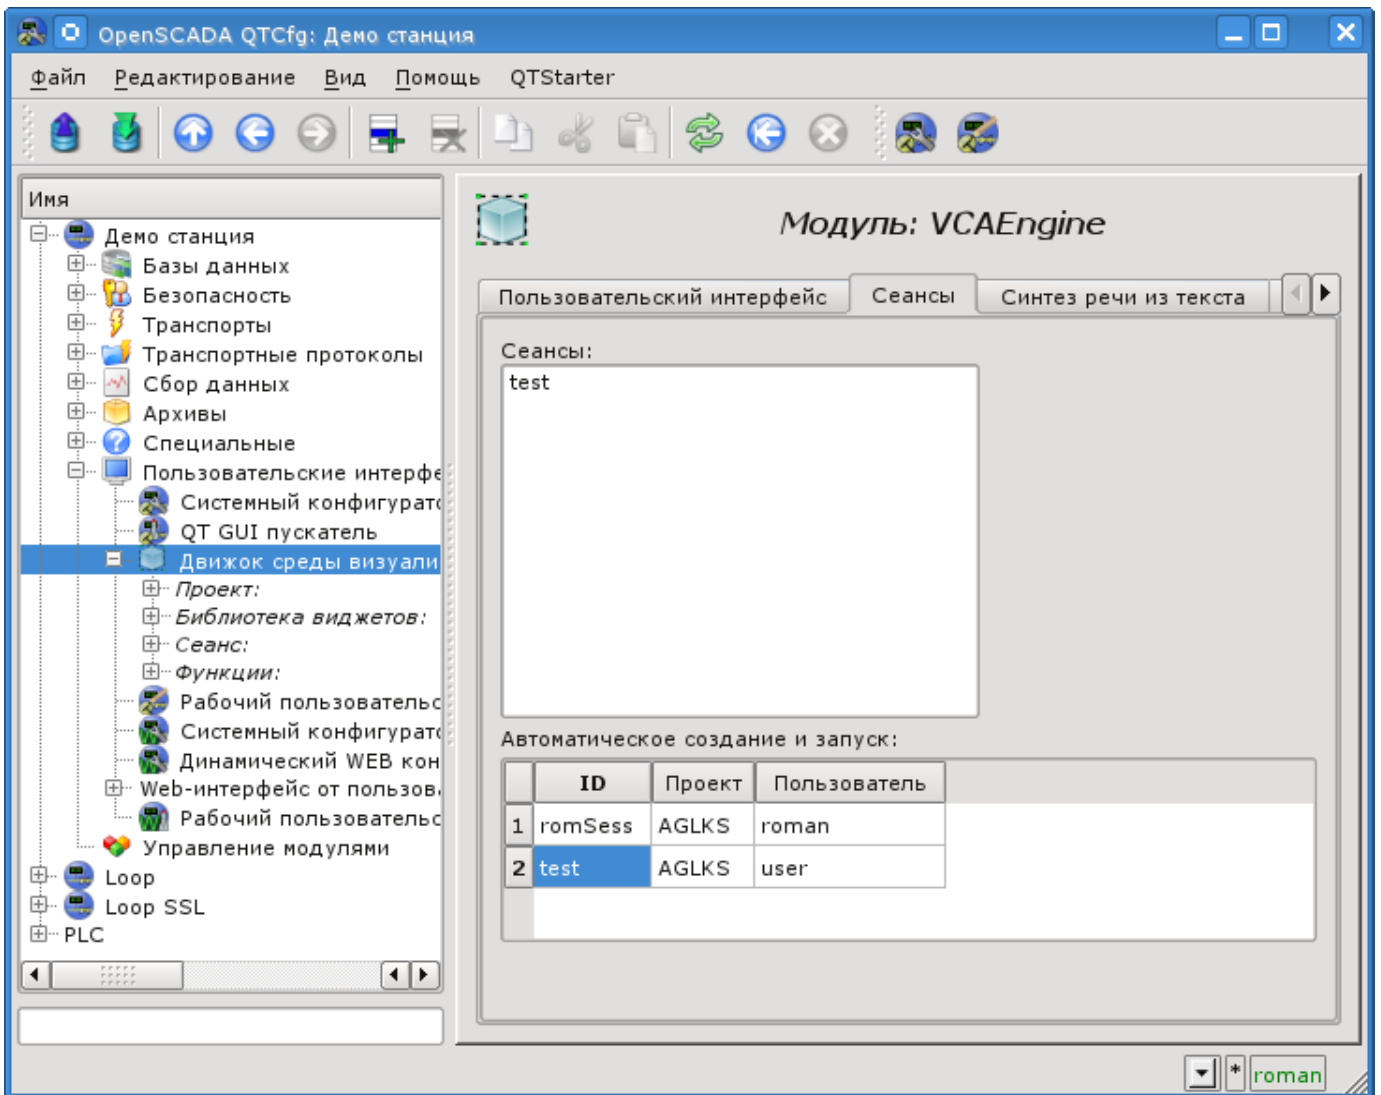 OpenSCADA QTCfg: Демо станция
Файл Редактирование Вид Помощь QTStarter
Имя
Демо станция
Базы данных
Безопасность
Транспорты
Транспортные протоколы
Сбор данных
Архивы
Специальные
Пользовательские интерфе
Системный конфигурато
QT GUI пускатель
Движок среды визуали
Проект:
Библиотека виджетов:
Сеанс:
Функции:
Рабочий пользовательс
Системный конфигурато
Динамический WEB кон
Web-интерфейс от пользов
Рабочий пользовательс
Управление модулями
Loop
Loop SSL
PLC
Модуль: VCAEngine
Пользовательский интерфейс Сеансы Синтез речи из текста
Сеансы:
test
Автоматическое создание и запуск:
ID Проект Пользователь
1 romSess AGLKS roman
2 test AGLKS user
* roman